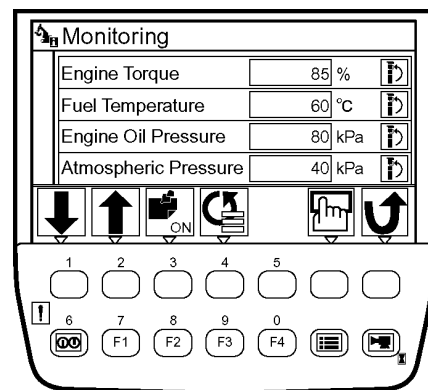 Monitoring
Engine Torque 85 %
Fuel Temperature 60 °C
Engine Oil Pressure 80 kPa
Atmospheric Pressure 40 kPa
ON
1 2 3 4 5
!
6 7 8 9 0
F1 F2 F3 F4